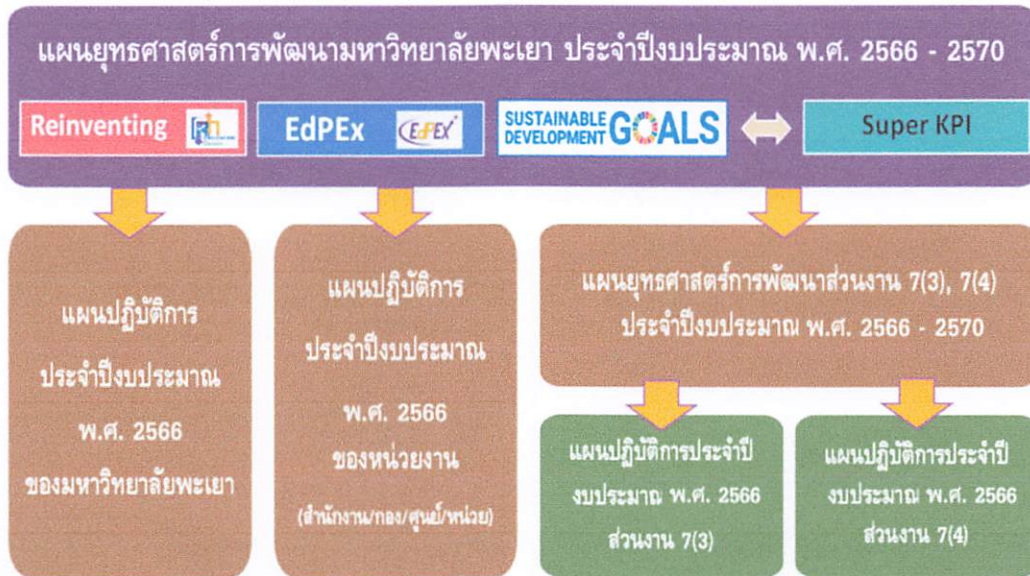 แผนยุทธศาสตร์การพัฒนามหาวิทยาลัยพะเยา ประจำปีงบประมาณ พ.ศ. 2566 - 2570
Reinventing
EdPEx
EdPEX
SUSTAINABLE
DEVELOPMENT
GOALS
Super KPI
แผนปฏิบัติการ
ประจำปีงบประมาณ
พ.ศ. 2566
ของมหาวิทยาลัยพะเยา
แผนปฏิบัติการ
ประจำปีงบประมาณ
พ.ศ. 2566
ของหน่วยงาน
(สำนักงาน/กอง/ศูนย์/หน่วย)
แผนยุทธศาสตร์การพัฒนาส่วนงาน 7(3), 7(4)
ประจำปีงบประมาณ พ.ศ. 2566 - 2570
แผนปฏิบัติการประจำปี
งบประมาณ พ.ศ. 2566
ส่วนงาน 7(3)
แผนปฏิบัติการประจำปี
งบประมาณ พ.ศ. 2566
ส่วนงาน 7(4)